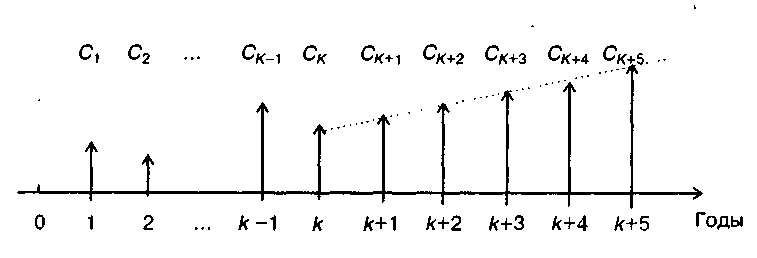 C₁ C₂ ... Cₖ₋₁ Cₖ Cₖ₊₁ Cₖ₊₂ Cₖ₊₃ Cₖ₊₄ Cₖ₊₅
0 1 2 ... k−1 k k+1 k+2 k+3 k+4 k+5 Годы